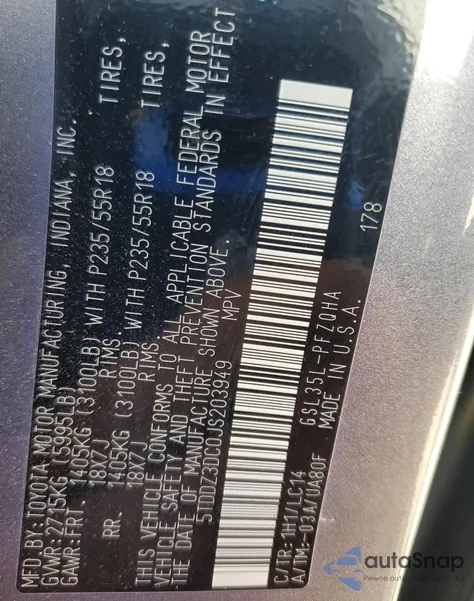 MFD. BY: TOYOTA MOTOR MANUFACTURING, INDIANA, INC.
GVWR: 2715KG (5995LB)
GAWR: FRT. 1405KG (3100LB) WITH P235/55R18 TIRES,
18X7J RIMS.
RR. 1405KG (3100LB) WITH P235/55R18 TIRES,
18X7J RIMS.
THIS VEHICLE CONFORMS TO ALL APPLICABLE FEDERAL MOTOR
VEHICLE SAFETY AND THEFT PREVENTION STANDARDS IN EFFECT
ON THE DATE OF MANUFACTURE SHOWN ABOVE.
5TDDZ3DC0JS203949 MPV
C/TR: 1H1/LC14 GSL35L-PFZQHA
A/TM: -03A/UA80F MADE IN U.S.A. 178
autoSnap